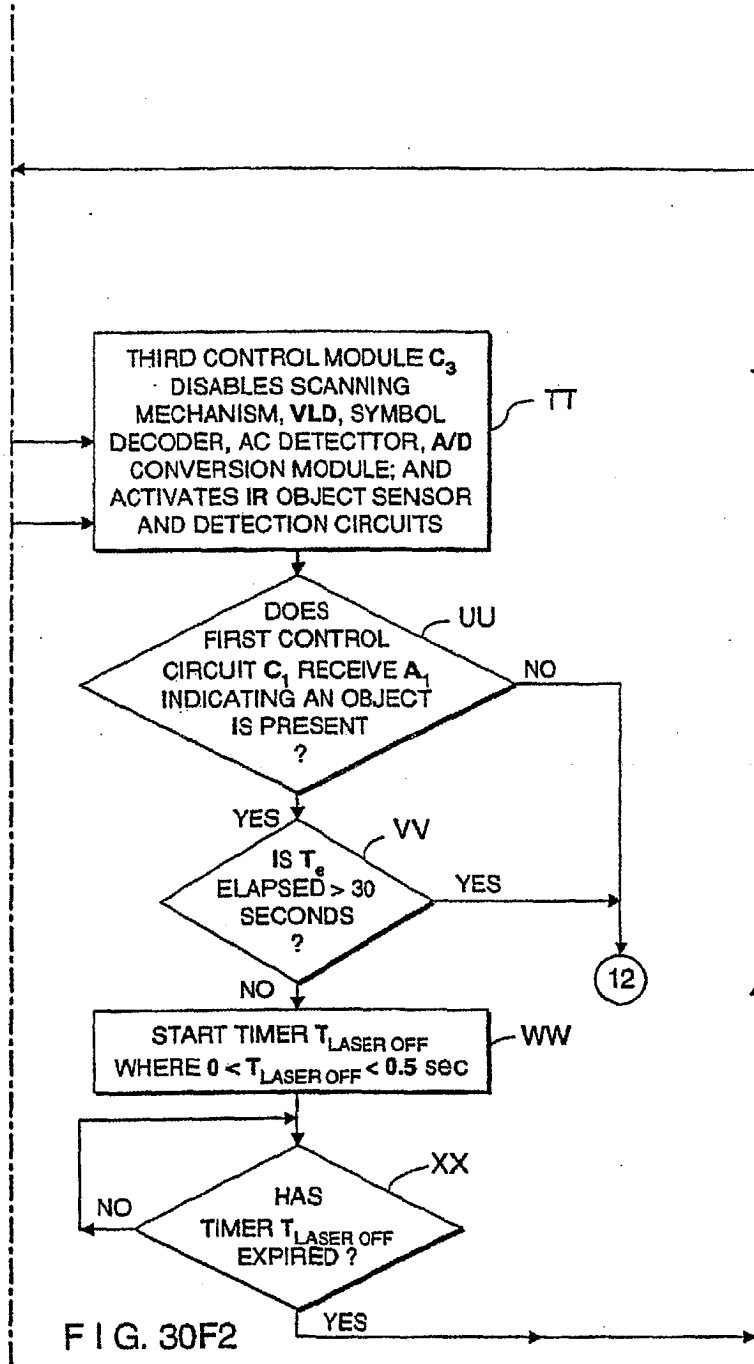 THIRD CONTROL MODULE C3
DISABLES SCANNING
MECHANISM, VLD, SYMBOL
DECODER, AC DETECTTOR, A/D
CONVERSION MODULE; AND
ACTIVATES IR OBJECT SENSOR
AND DETECTION CIRCUITS
TT
DOES
FIRST CONTROL
CIRCUIT C1 RECEIVE A1
INDICATING AN OBJECT
IS PRESENT
?
UU
NO
YES
VV
IS Te
ELAPSED > 30
SECONDS
?
YES
12
NO
START TIMER TLASER OFF
WHERE 0 < TLASER OFF < 0.5 sec
WW
XX
HAS
TIMER TLASER OFF
EXPIRED ?
NO
YES
FIG. 30F2